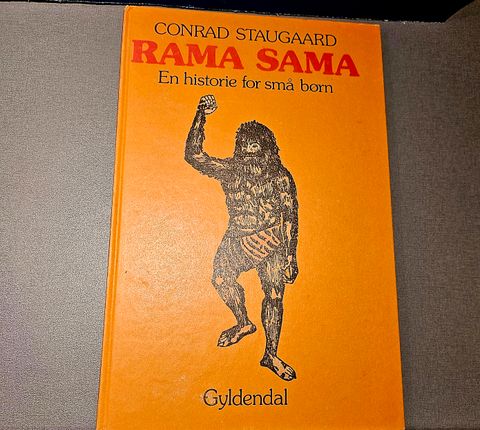 CONRAD STAUGAARD
RAMA SAMA
En historie for små børn
Gyldendal